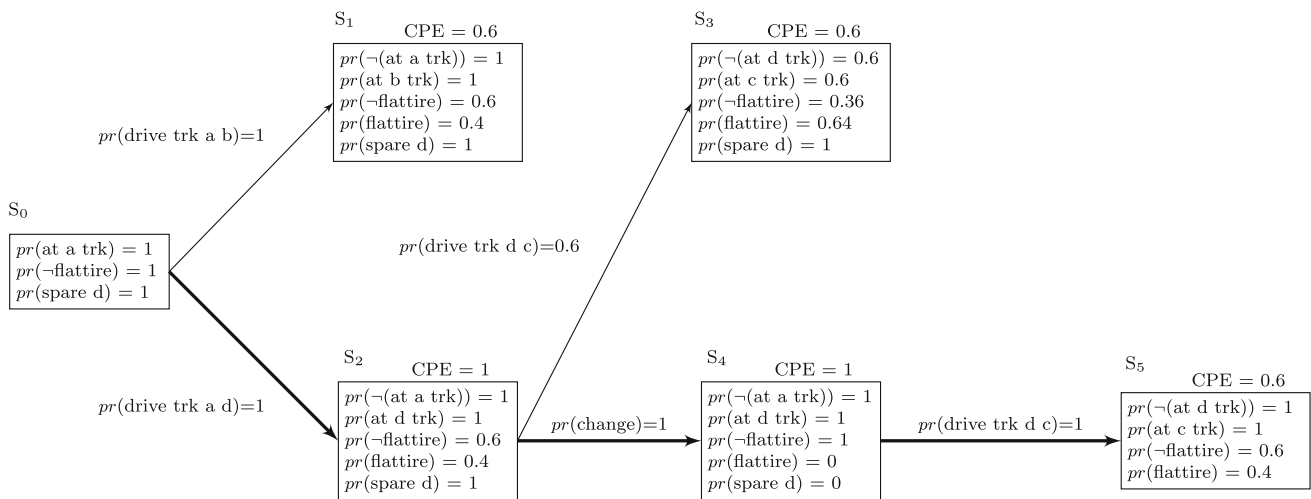 S₁
CPE = 0.6
pr(¬(at a trk)) = 1
pr(at b trk) = 1
pr(¬flattire) = 0.6
pr(flattire) = 0.4
pr(spare d) = 1
S₃
CPE = 0.6
pr(¬(at d trk)) = 0.6
pr(at c trk) = 0.6
pr(¬flattire) = 0.36
pr(flattire) = 0.64
pr(spare d) = 1
pr(drive trk a b)=1
S₀
pr(at a trk) = 1
pr(¬flattire) = 1
pr(spare d) = 1
pr(drive trk d c)=0.6
pr(drive trk a d)=1
S₂
CPE = 1
pr(¬(at a trk)) = 1
pr(at d trk) = 1
pr(¬flattire) = 0.6
pr(flattire) = 0.4
pr(spare d) = 1
pr(change)=1
S₄
CPE = 1
pr(¬(at a trk)) = 1
pr(at d trk) = 1
pr(¬flattire) = 1
pr(flattire) = 0
pr(spare d) = 0
pr(drive trk d c)=1
S₅
CPE = 0.6
pr(¬(at d trk)) = 1
pr(at c trk) = 1
pr(¬flattire) = 0.6
pr(flattire) = 0.4